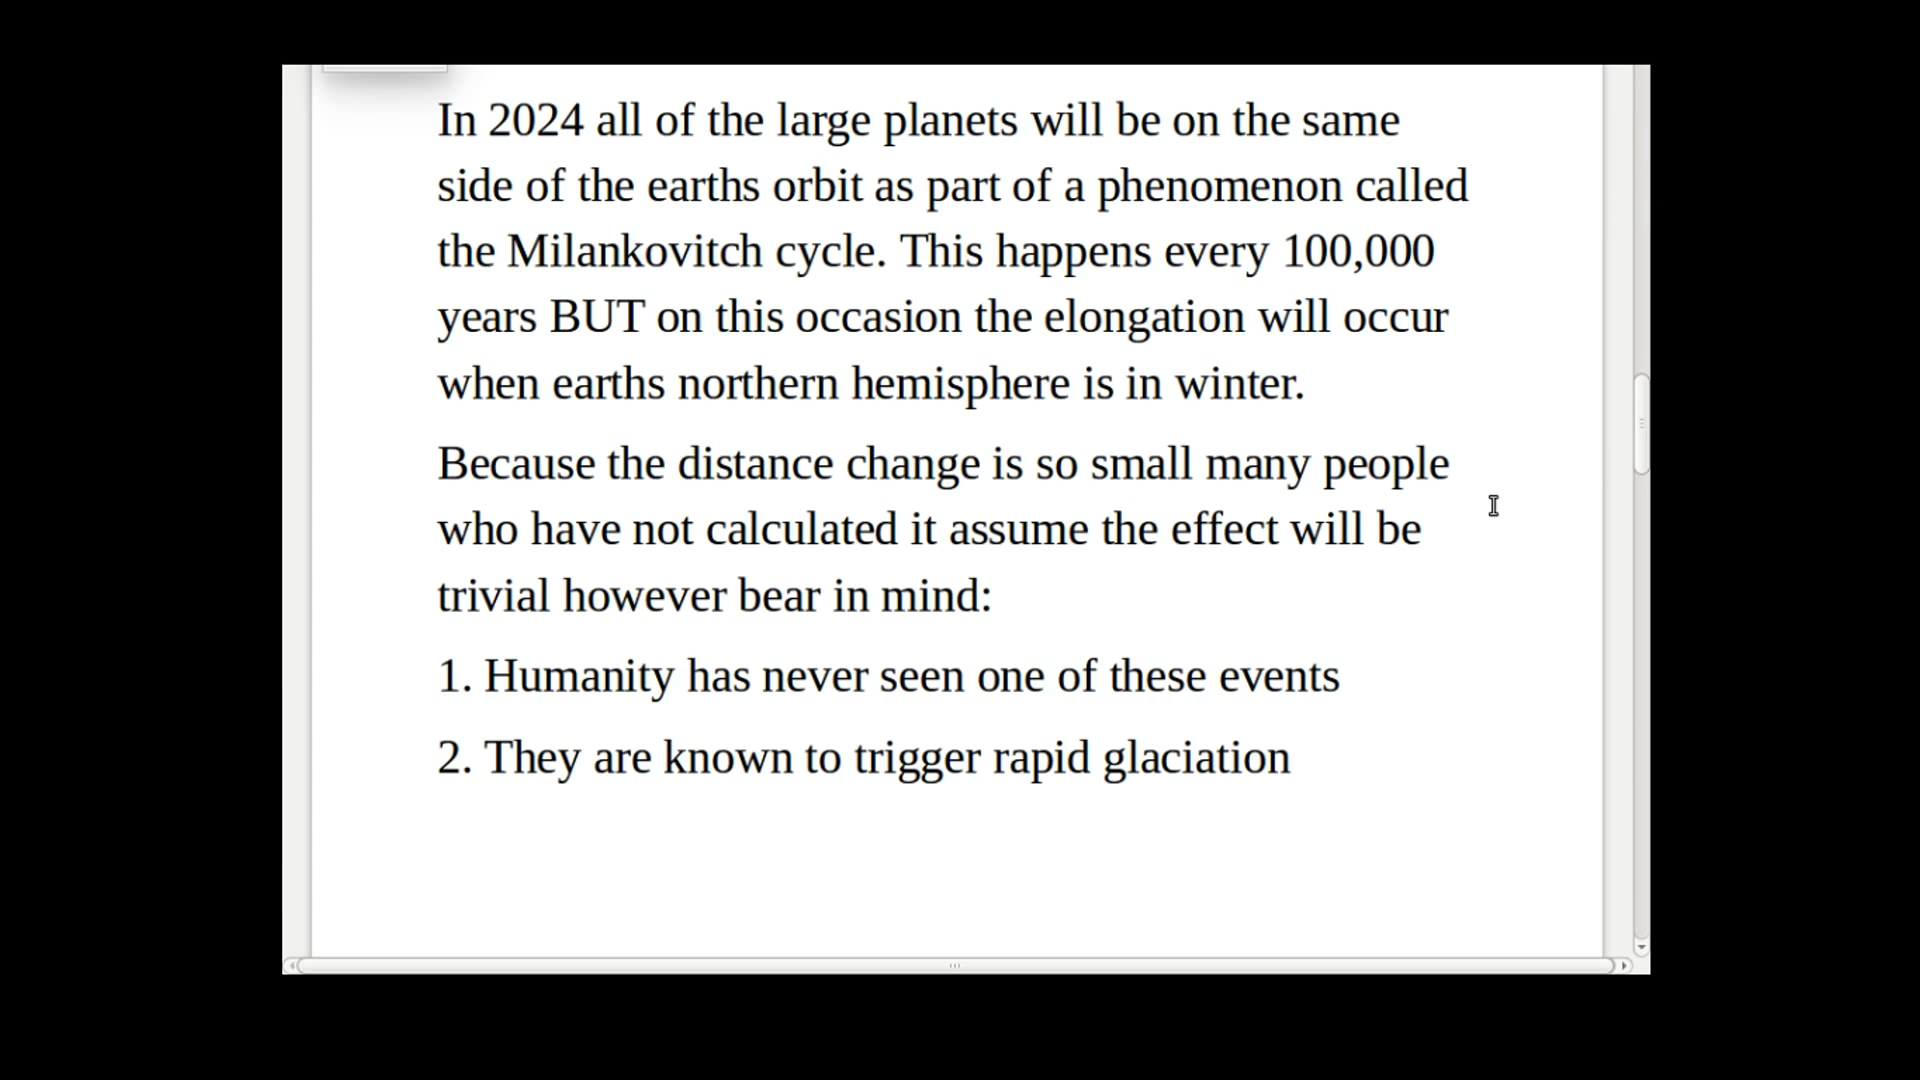 In 2024 all of the large planets will be on the same
side of the earths orbit as part of a phenomenon called
the Milankovitch cycle. This happens every 100,000
years BUT on this occasion the elongation will occur
when earths northern hemisphere is in winter.
Because the distance change is so small many people
who have not calculated it assume the effect will be
trivial however bear in mind:
1. Humanity has never seen one of these events
2. They are known to trigger rapid glaciation